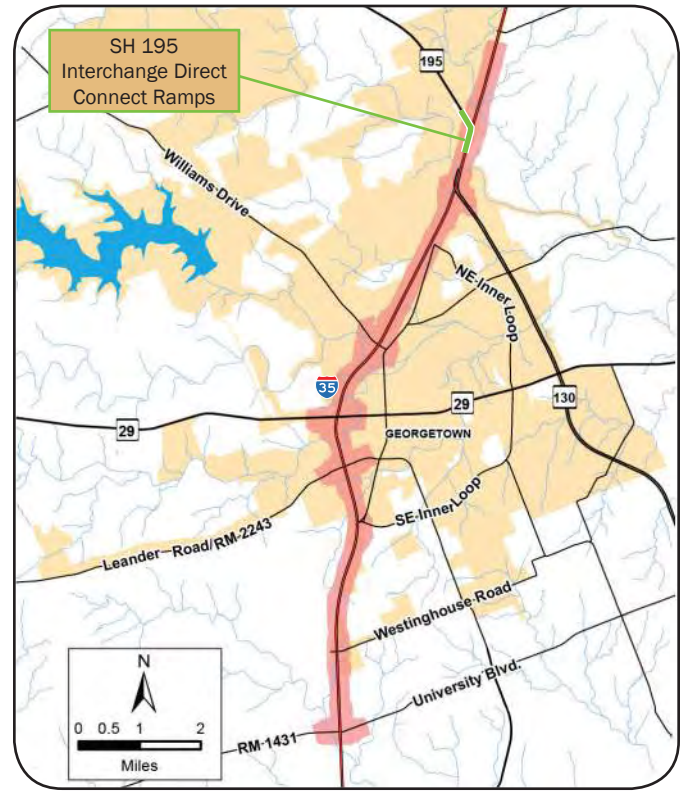 SH 195
Interchange Direct
Connect Ramps
195
Williams Drive
NE Inner Loop
35
29
130
29
GEORGETOWN
SE Inner Loop
Leander Road/RM-2243
Westinghouse Road
University Blvd.
RM-1431
N
0 0.5 1 2
Miles